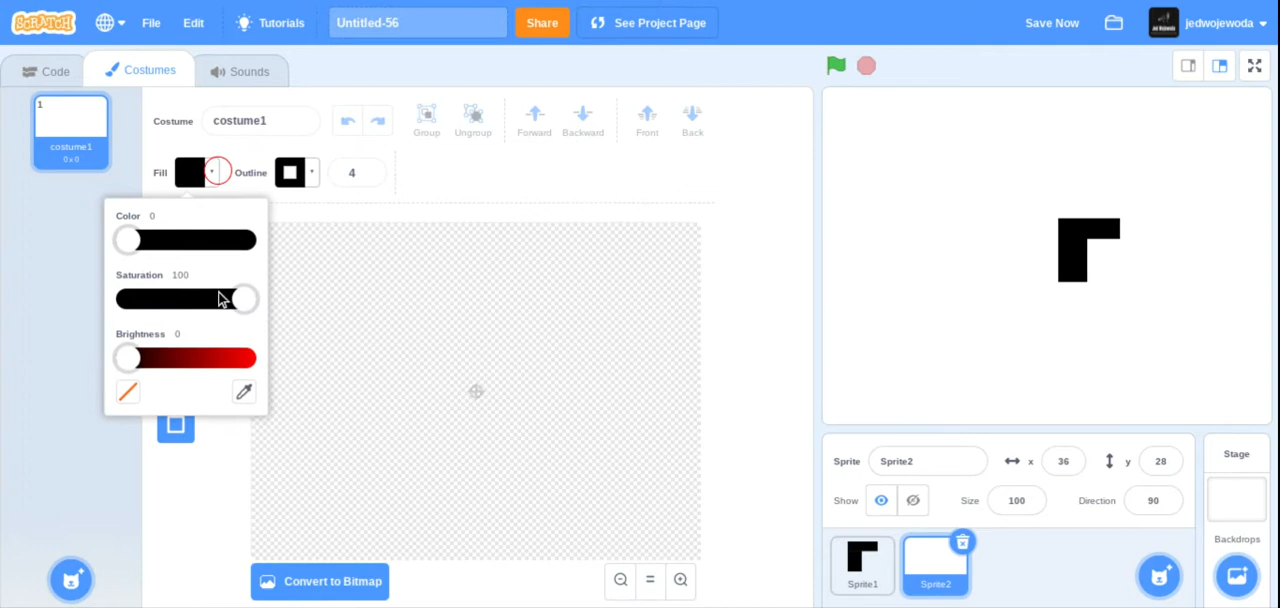 SCRATCH
File
Edit
Tutorials
Untitled-56
Share
See Project Page
Save Now
jedwojewoda
Code
Costumes
Sounds
1
costume1
0 x 0
Costume
costume1
Group
Ungroup
Forward
Backward
Front
Back
Fill
Outline
4
Color 0
Saturation 100
Brightness 0
Convert to Bitmap
Sprite
Sprite2
x
36
y
28
Show
Size
100
Direction
90
Sprite1
Sprite2
Stage
Backdrops